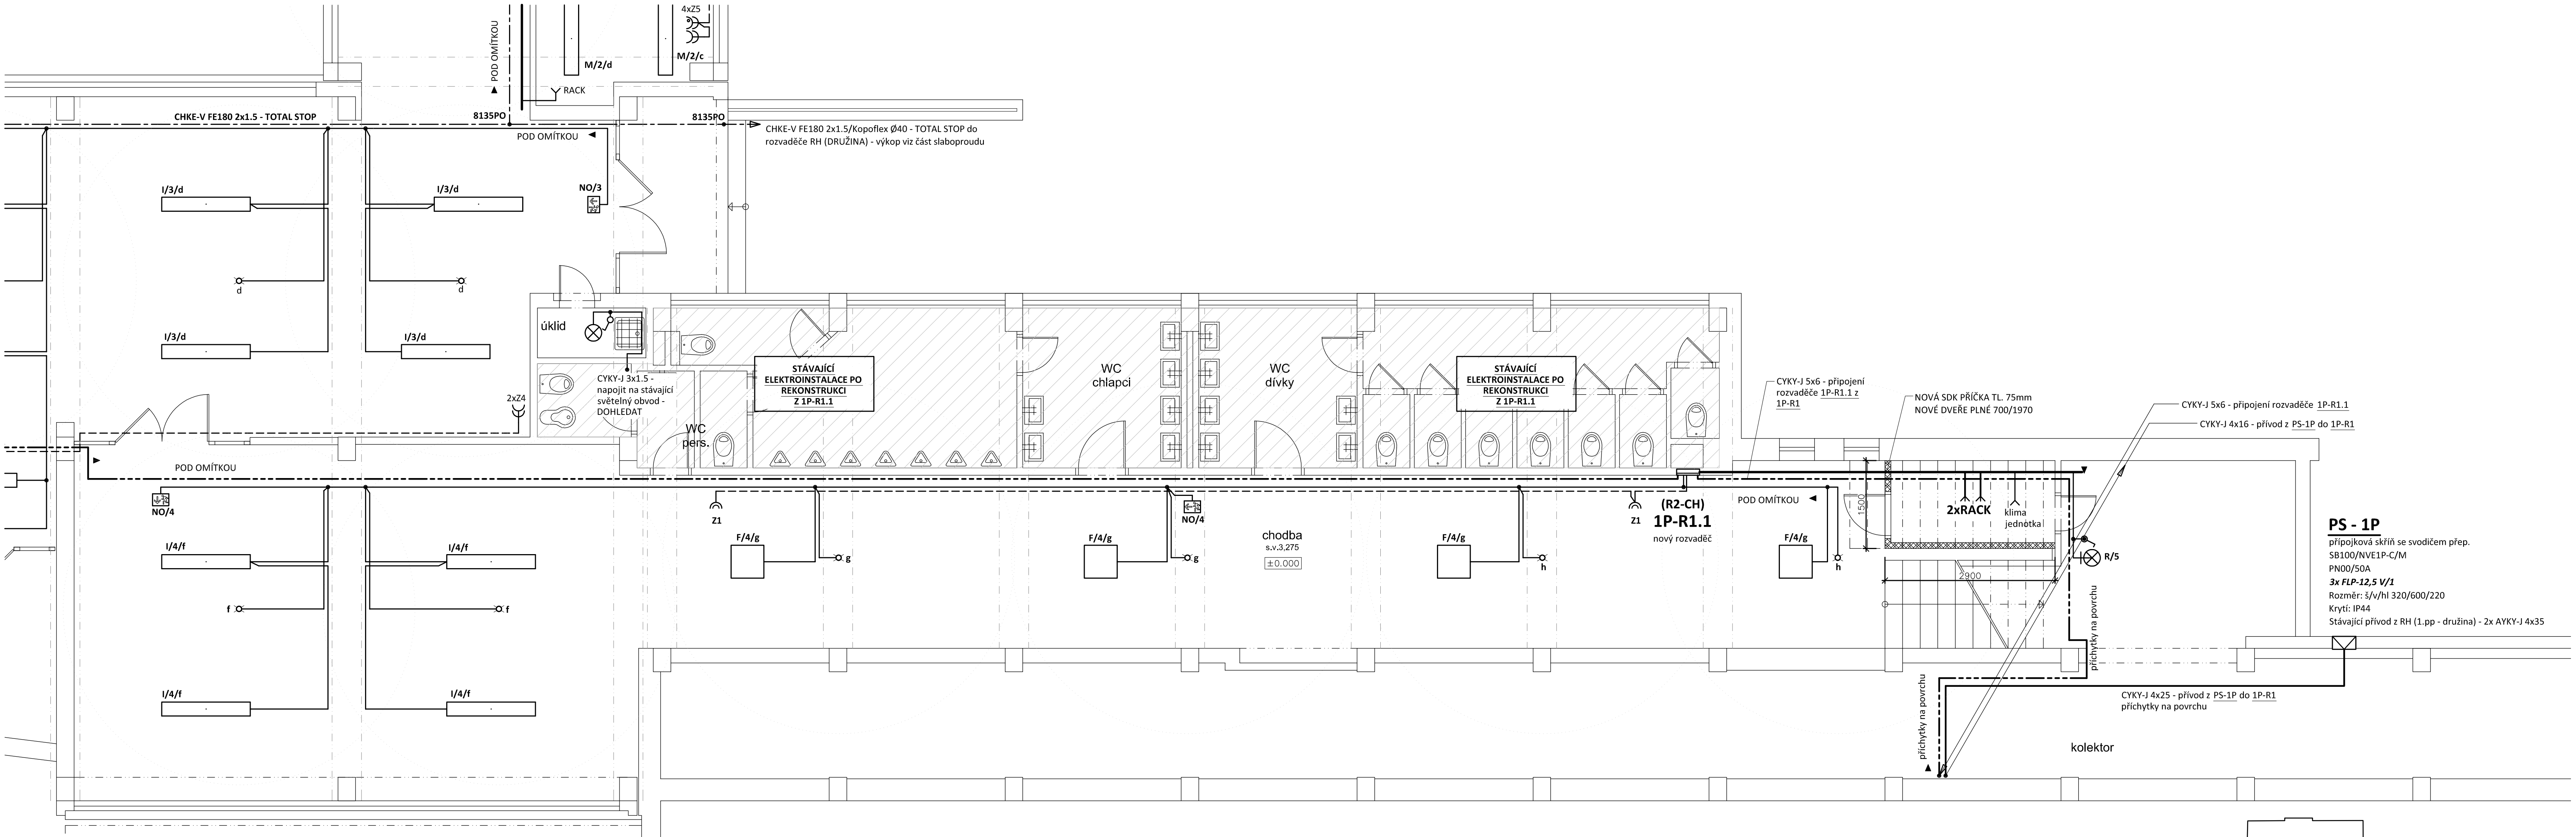 4xZ5
POD OMÍTKOU
M/2/d
M/2/c
RACK
CHKE-V FE180 2x1.5 - TOTAL STOP
8135PO
8135PO
POD OMÍTKOU
CHKE-V FE180 2x1.5/Kopoflex Ø40 - TOTAL STOP do
rozvaděče RH (DRUŽINA) - výkop viz část slaboproudu
I/3/d
I/3/d
NO/3
d
d
I/3/d
I/3/d
úklid
CYKY-J 3x1.5 -
napojit na stávající
světelný obvod -
DOHLEDAT
2xZ4
WC
pers.
STÁVAJÍCÍ
ELEKTROINSTALACE PO
REKONSTRUKCI
Z 1P-R1.1
WC
chlapci
WC
dívky
STÁVAJÍCÍ
ELEKTROINSTALACE PO
REKONSTRUKCI
Z 1P-R1.1
CYKY-J 5x6 - připojení
rozvaděče 1P-R1.1 z
1P-R1
NOVÁ SDK PŘÍČKA TL. 75mm
NOVÉ DVEŘE PLNÉ 700/1970
CYKY-J 5x6 - připojení rozvaděče 1P-R1.1
CYKY-J 4x16 - přívod z PS-1P do 1P-R1
POD OMÍTKOU
NO/4
Z1
NO/4
Z1
(R2-CH)
1P-R1.1
nový rozvaděč
POD OMÍTKOU
1500
2xRACK
klima
jednotka
R/5
2900
PS - 1P
přípojková skříň se svodičem přep.
SB100/NVE1P-C/M
PN00/50A
3x FLP-12,5 V/1
Rozměr: š/v/hl 320/600/220
Krytí: IP44
Stávající přívod z RH (1.pp - družina) - 2x AYKY-J 4x35
I/4/f
I/4/f
F/4/g
g
F/4/g
g
chodba
s.v.3,275
±0.000
F/4/g
h
F/4/g
h
f
f
I/4/f
I/4/f
příchytky na povrchu
příchytky na povrchu
CYKY-J 4x25 - přívod z PS-1P do 1P-R1
příchytky na povrchu
kolektor